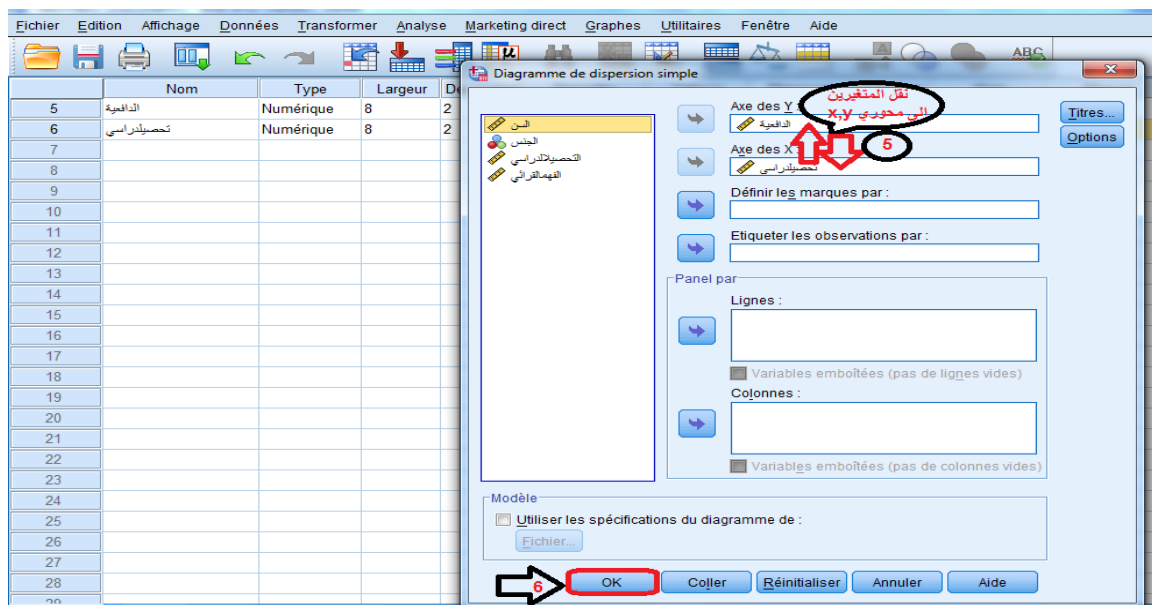 Fichier Edition Affichage Données Transformer Analyse Marketing direct Graphes Utilitaires Fenêtre Aide
Diagramme de dispersion simple
Nom Type Largeur Dé
5 الدافعية Numérique 8 2
6 تحصيلدراسي Numérique 8 2
7
8
9
10
11
12
13
14
15
16
17
18
19
20
21
22
23
24
25
26
27
28
29
السن
الجنس
التحصيلالدراسي
الفهمالقرائي
Axe des Y :
الدافعية
نقل المتغيرين
الى محوري x,y
5
Axe des X :
تحصيلدراسي
Définir les marques par :
Etiqueter les observations par :
Titres...
Options
Panel par
Lignes :
Variables emboîtées (pas de lignes vides)
Colonnes :
Variables emboîtées (pas de colonnes vides)
Modèle
Utiliser les spécifications du diagramme de :
Fichier...
6
OK Coller Réinitialiser Annuler Aide